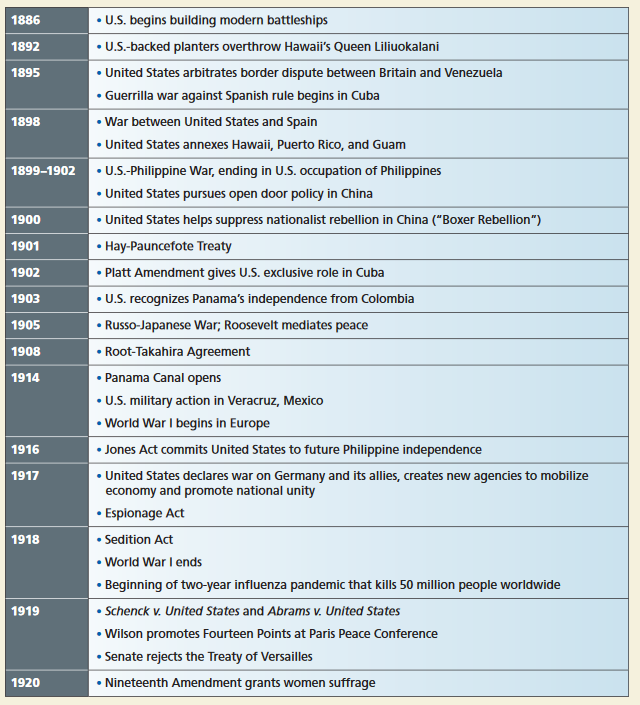 1886
• U.S. begins building modern battleships
1892
• U.S.-backed planters overthrow Hawaii's Queen Liliuokalani
1895
• United States arbitrates border dispute between Britain and Venezuela
• Guerrilla war against Spanish rule begins in Cuba
1898
• War between United States and Spain
• United States annexes Hawaii, Puerto Rico, and Guam
1899–1902
• U.S.-Philippine War, ending in U.S. occupation of Philippines
• United States pursues open door policy in China
1900
• United States helps suppress nationalist rebellion in China ("Boxer Rebellion")
1901
• Hay-Pauncefote Treaty
1902
• Platt Amendment gives U.S. exclusive role in Cuba
1903
• U.S. recognizes Panama's independence from Colombia
1905
• Russo-Japanese War; Roosevelt mediates peace
1908
• Root-Takahira Agreement
1914
• Panama Canal opens
• U.S. military action in Veracruz, Mexico
• World War I begins in Europe
1916
• Jones Act commits United States to future Philippine independence
1917
• United States declares war on Germany and its allies, creates new agencies to mobilize
economy and promote national unity
• Espionage Act
1918
• Sedition Act
• World War I ends
• Beginning of two-year influenza pandemic that kills 50 million people worldwide
1919
• Schenck v. United States and Abrams v. United States
• Wilson promotes Fourteen Points at Paris Peace Conference
• Senate rejects the Treaty of Versailles
1920
• Nineteenth Amendment grants women suffrage